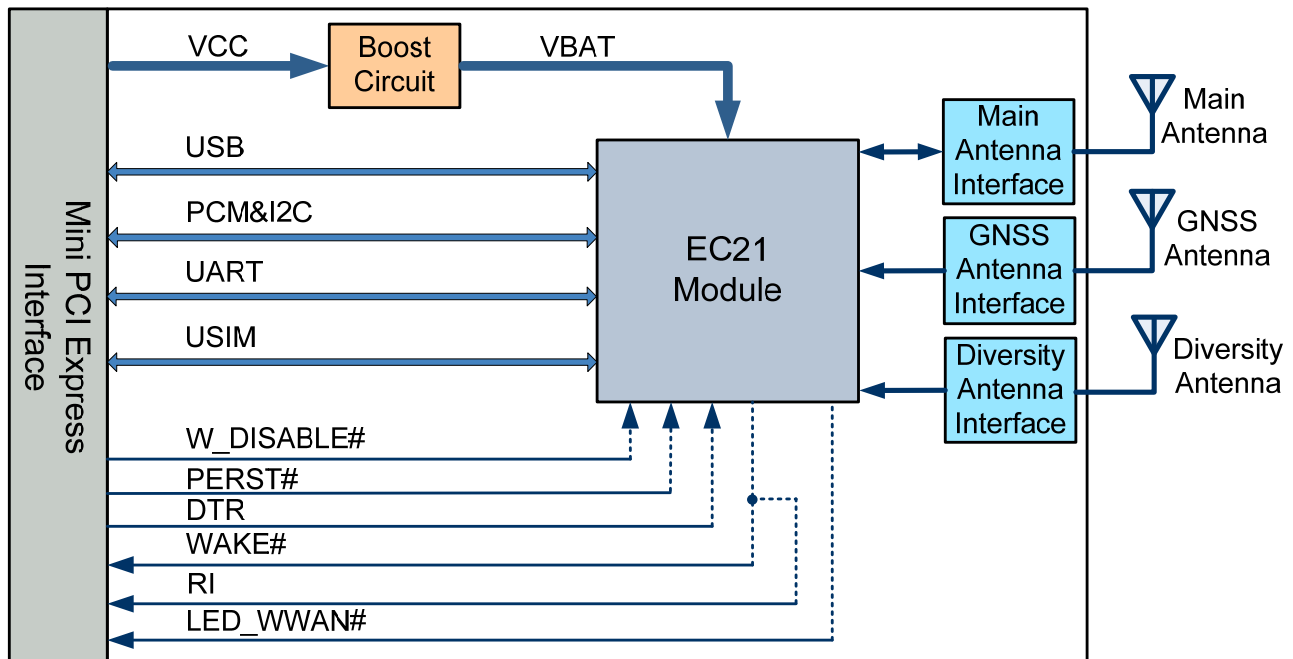 VCC
Boost
Circuit
VBAT
USB
PCM&I2C
UART
USIM
Mini PCI Express
Interface
EC21
Module
Main
Antenna
Interface
Main
Antenna
GNSS
Antenna
Interface
GNSS
Antenna
Diversity
Antenna
Interface
Diversity
Antenna
W_DISABLE#
PERST#
DTR
WAKE#
RI
LED_WWAN#